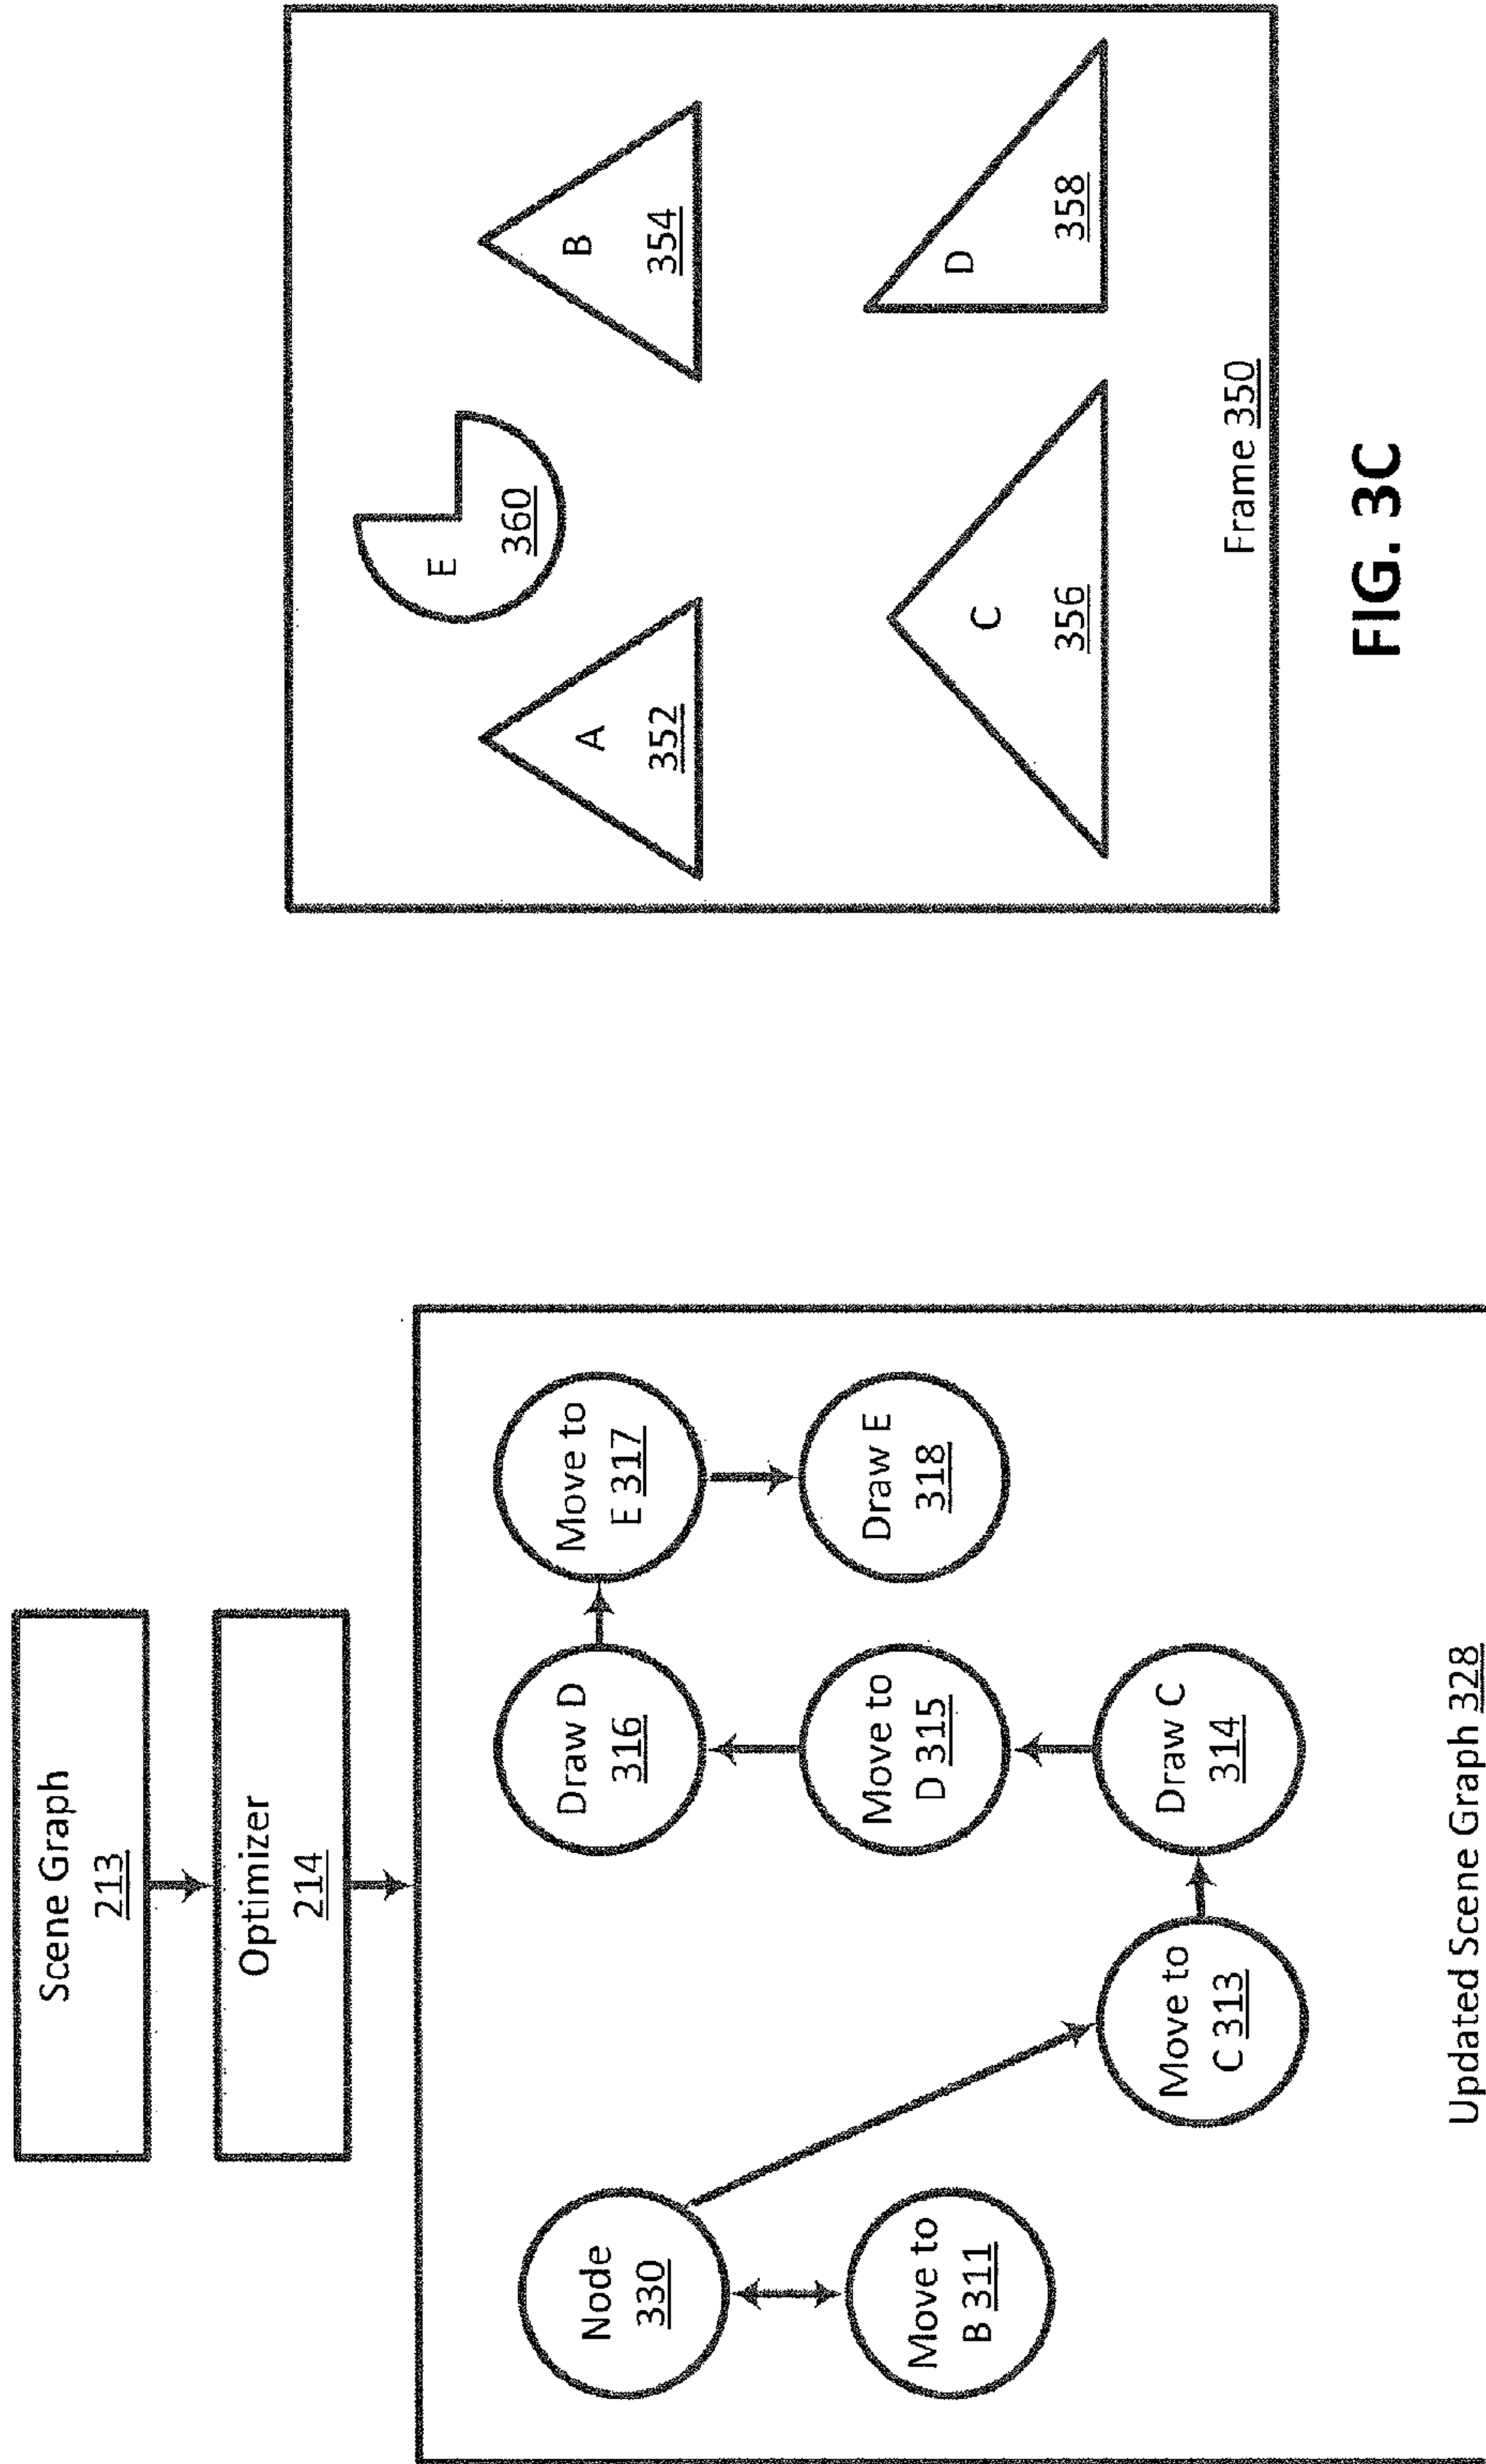 Scene Graph
213
Optimizer
214
Node
330
Move to
B 311
Move to
C 313
Draw C
314
Move to
D 315
Draw D
316
Move to
E 317
Draw E
318
Updated Scene Graph 328
E
360
A
352
B
354
C
356
D
358
Frame 350
FIG. 3C